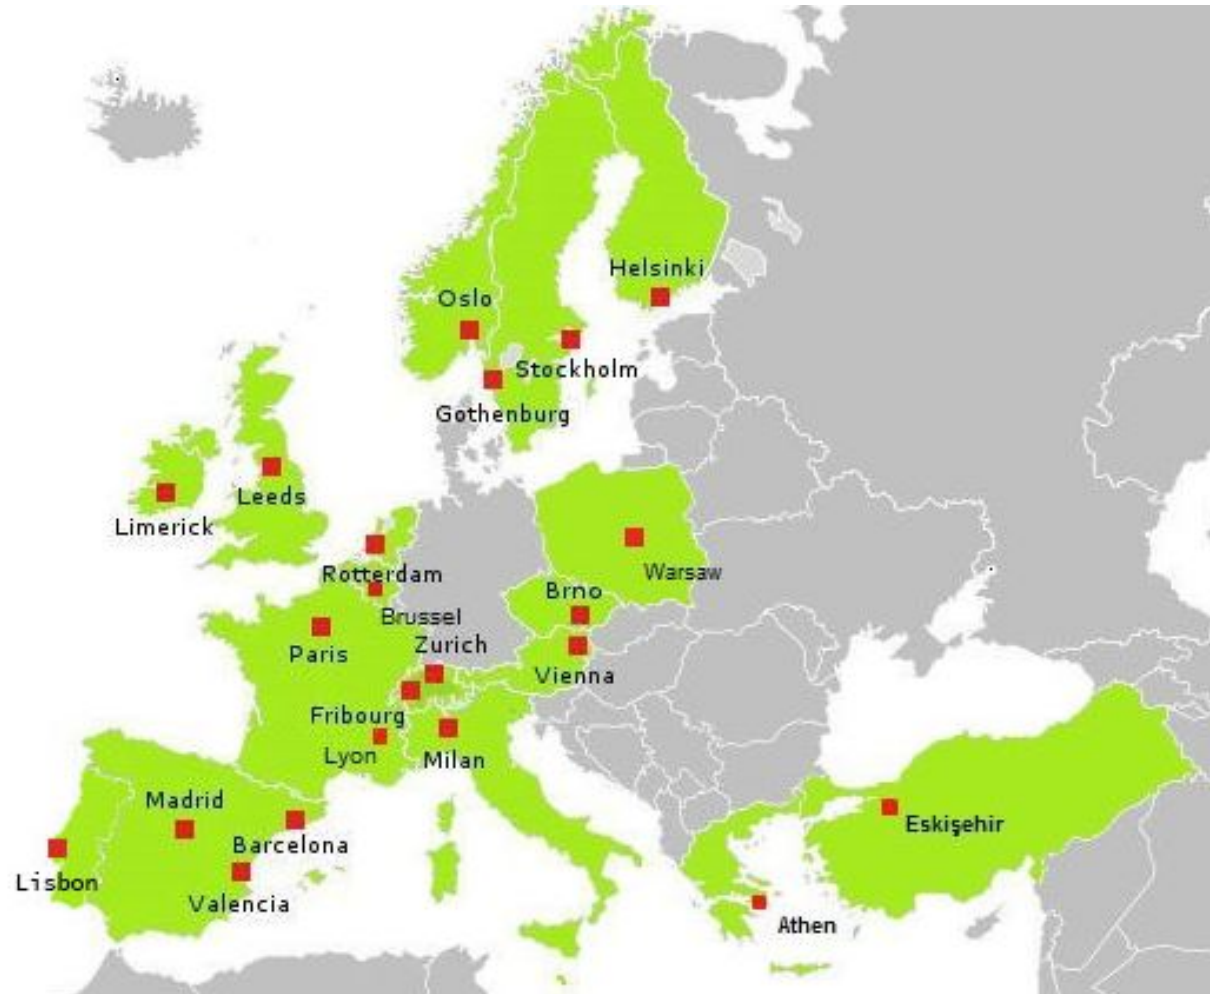 Helsinki
Oslo
Stockholm
Gothenburg
Leeds
Limerick
Rotterdam
Warsaw
Brno
Brussel
Zurich
Paris
Vienna
Fribourg
Lyon
Milan
Madrid
Eskişehir
Barcelona
Lisbon
Valencia
Athen